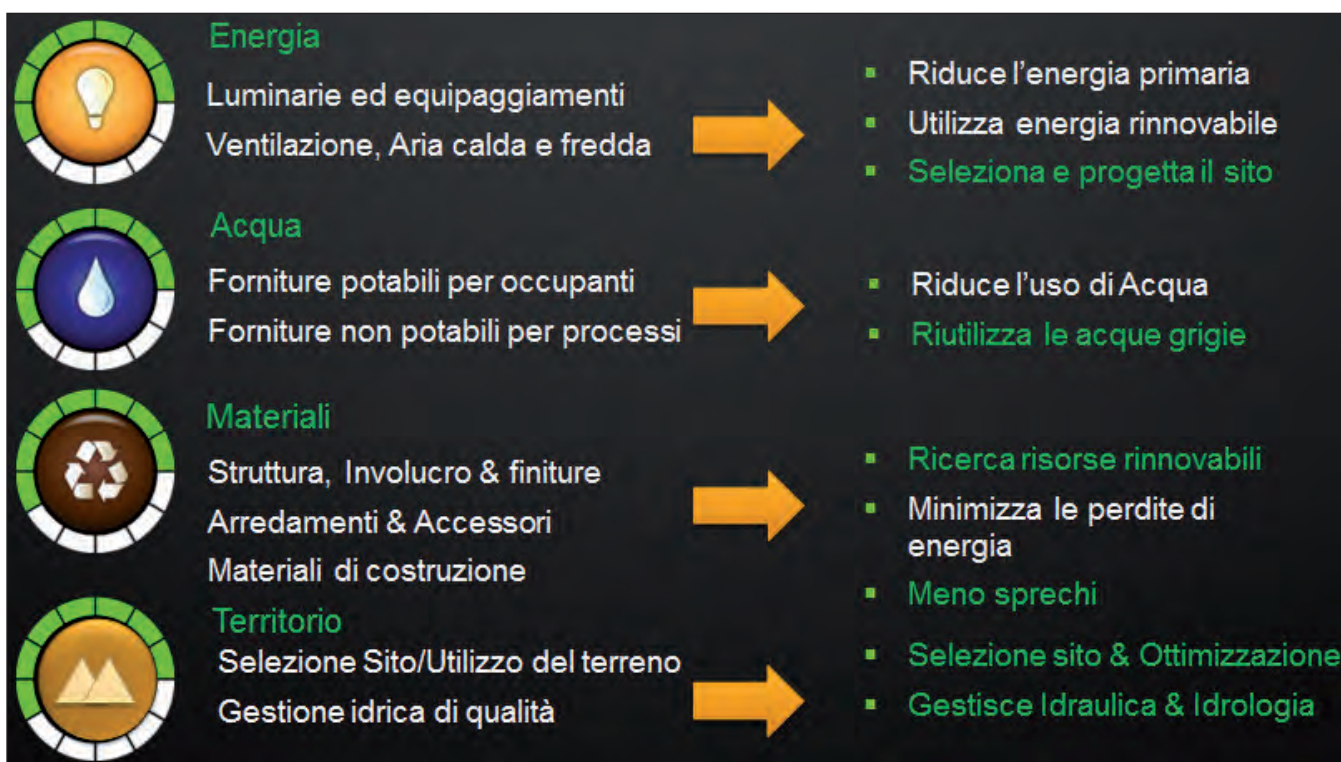 Energia
Luminarie ed equipaggiamenti
Ventilazione, Aria calda e fredda
Riduce l'energia primaria
Utilizza energia rinnovabile
Seleziona e progetta il sito
Acqua
Forniture potabili per occupanti
Forniture non potabili per processi
Riduce l'uso di Acqua
Riutilizza le acque grigie
Materiali
Struttura, Involucro & finiture
Arredamenti & Accessori
Materiali di costruzione
Ricerca risorse rinnovabili
Minimizza le perdite di
energia
Meno sprechi
Territorio
Selezione Sito/Utilizzo del terreno
Gestione idrica di qualità
Selezione sito & Ottimizzazione
Gestisce Idraulica & Idrologia